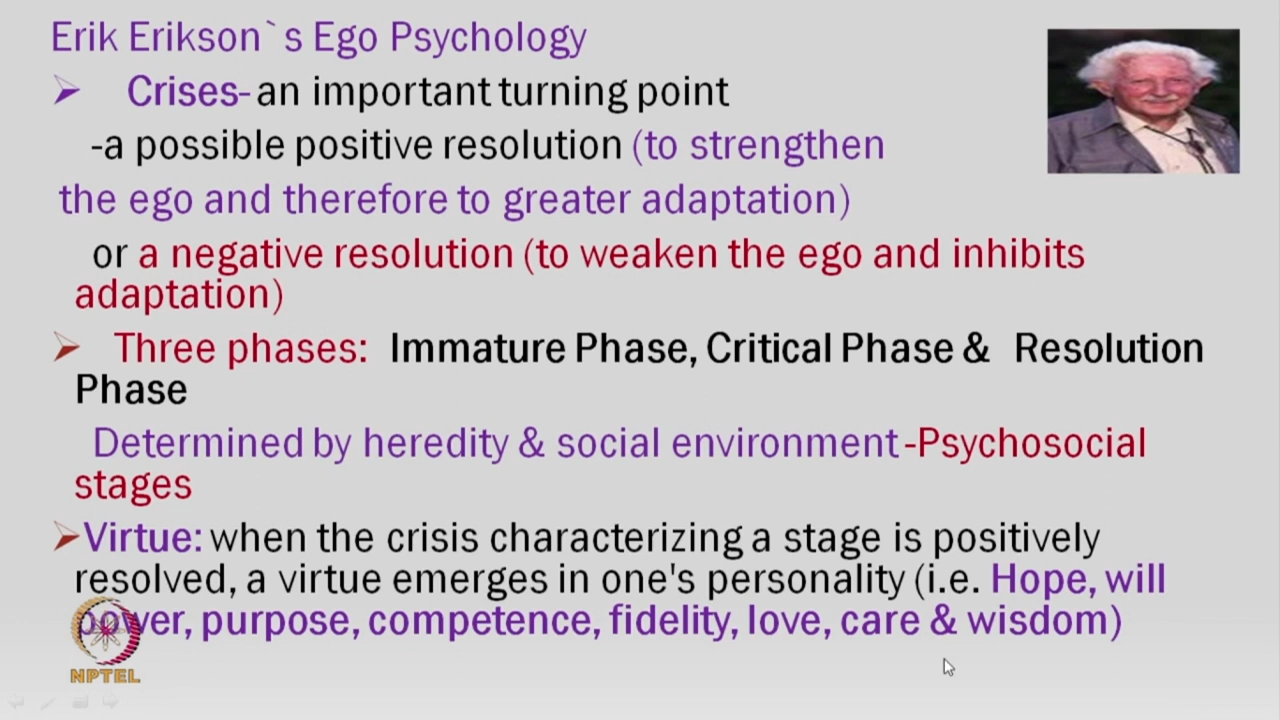 Erik Erikson`s Ego Psychology
➢ Crises- an important turning point
-a possible positive resolution (to strengthen
the ego and therefore to greater adaptation)
or a negative resolution (to weaken the ego and inhibits
adaptation)
➢ Three phases: Immature Phase, Critical Phase & Resolution
Phase
Determined by heredity & social environment -Psychosocial
stages
➢Virtue: when the crisis characterizing a stage is positively
resolved, a virtue emerges in one's personality (i.e. Hope, will
power, purpose, competence, fidelity, love, care & wisdom)
NPTEL